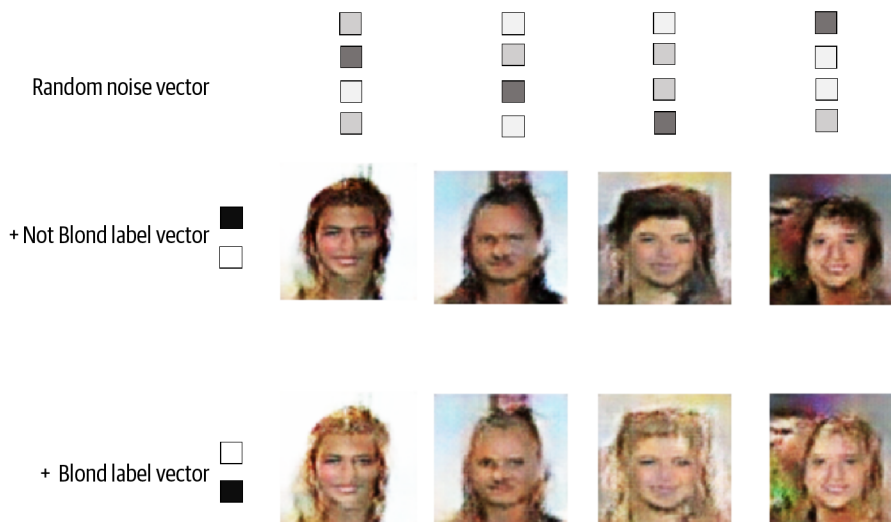 Random noise vector
+ Not Blond label vector
+ Blond label vector